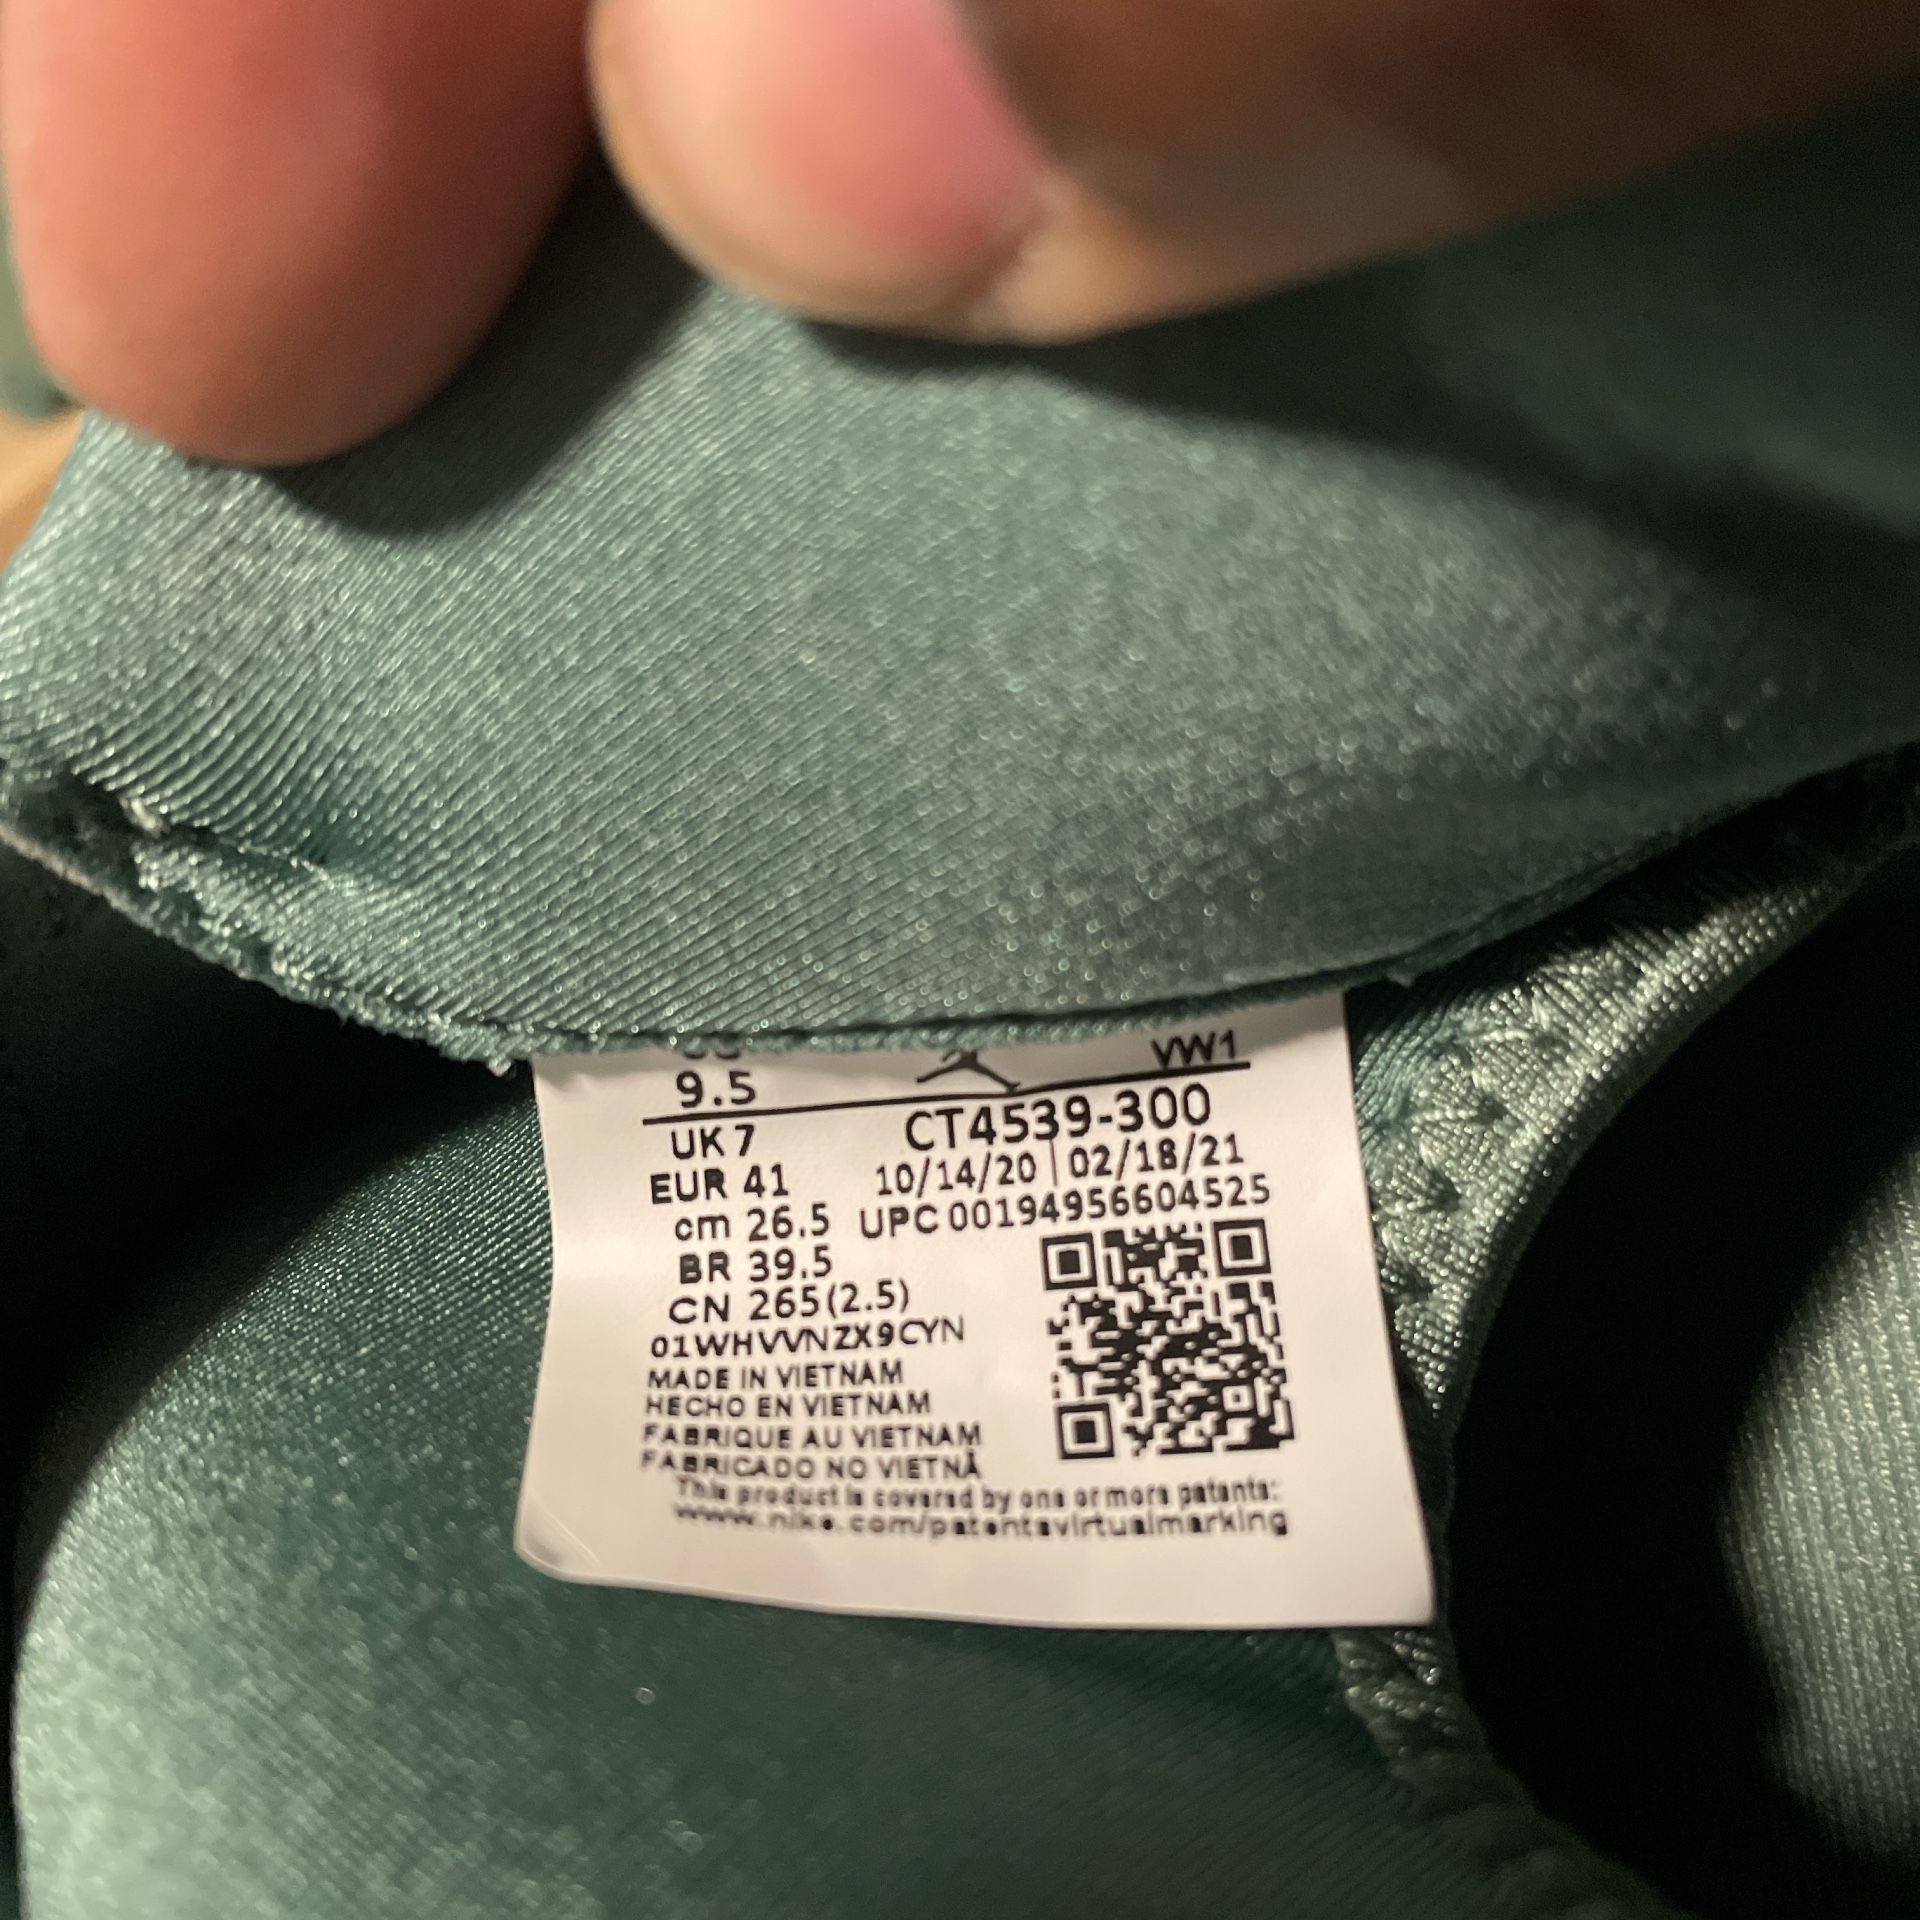 VW1
9.5
CT4539-300
UK 7
10/14/20 | 02/18/21
EUR 41
UPC 00194956604525
cm 26.5
BR 39.5
CN 265(2.5)
01WHVVNZX9CYN
MADE IN VIETNAM
HECHO EN VIETNAM
FABRIQUE AU VIETNAM
FABRICADO NO VIETNÃ
This product is covered by one or more patents:
www.nike.com/patentsvirtualmarking